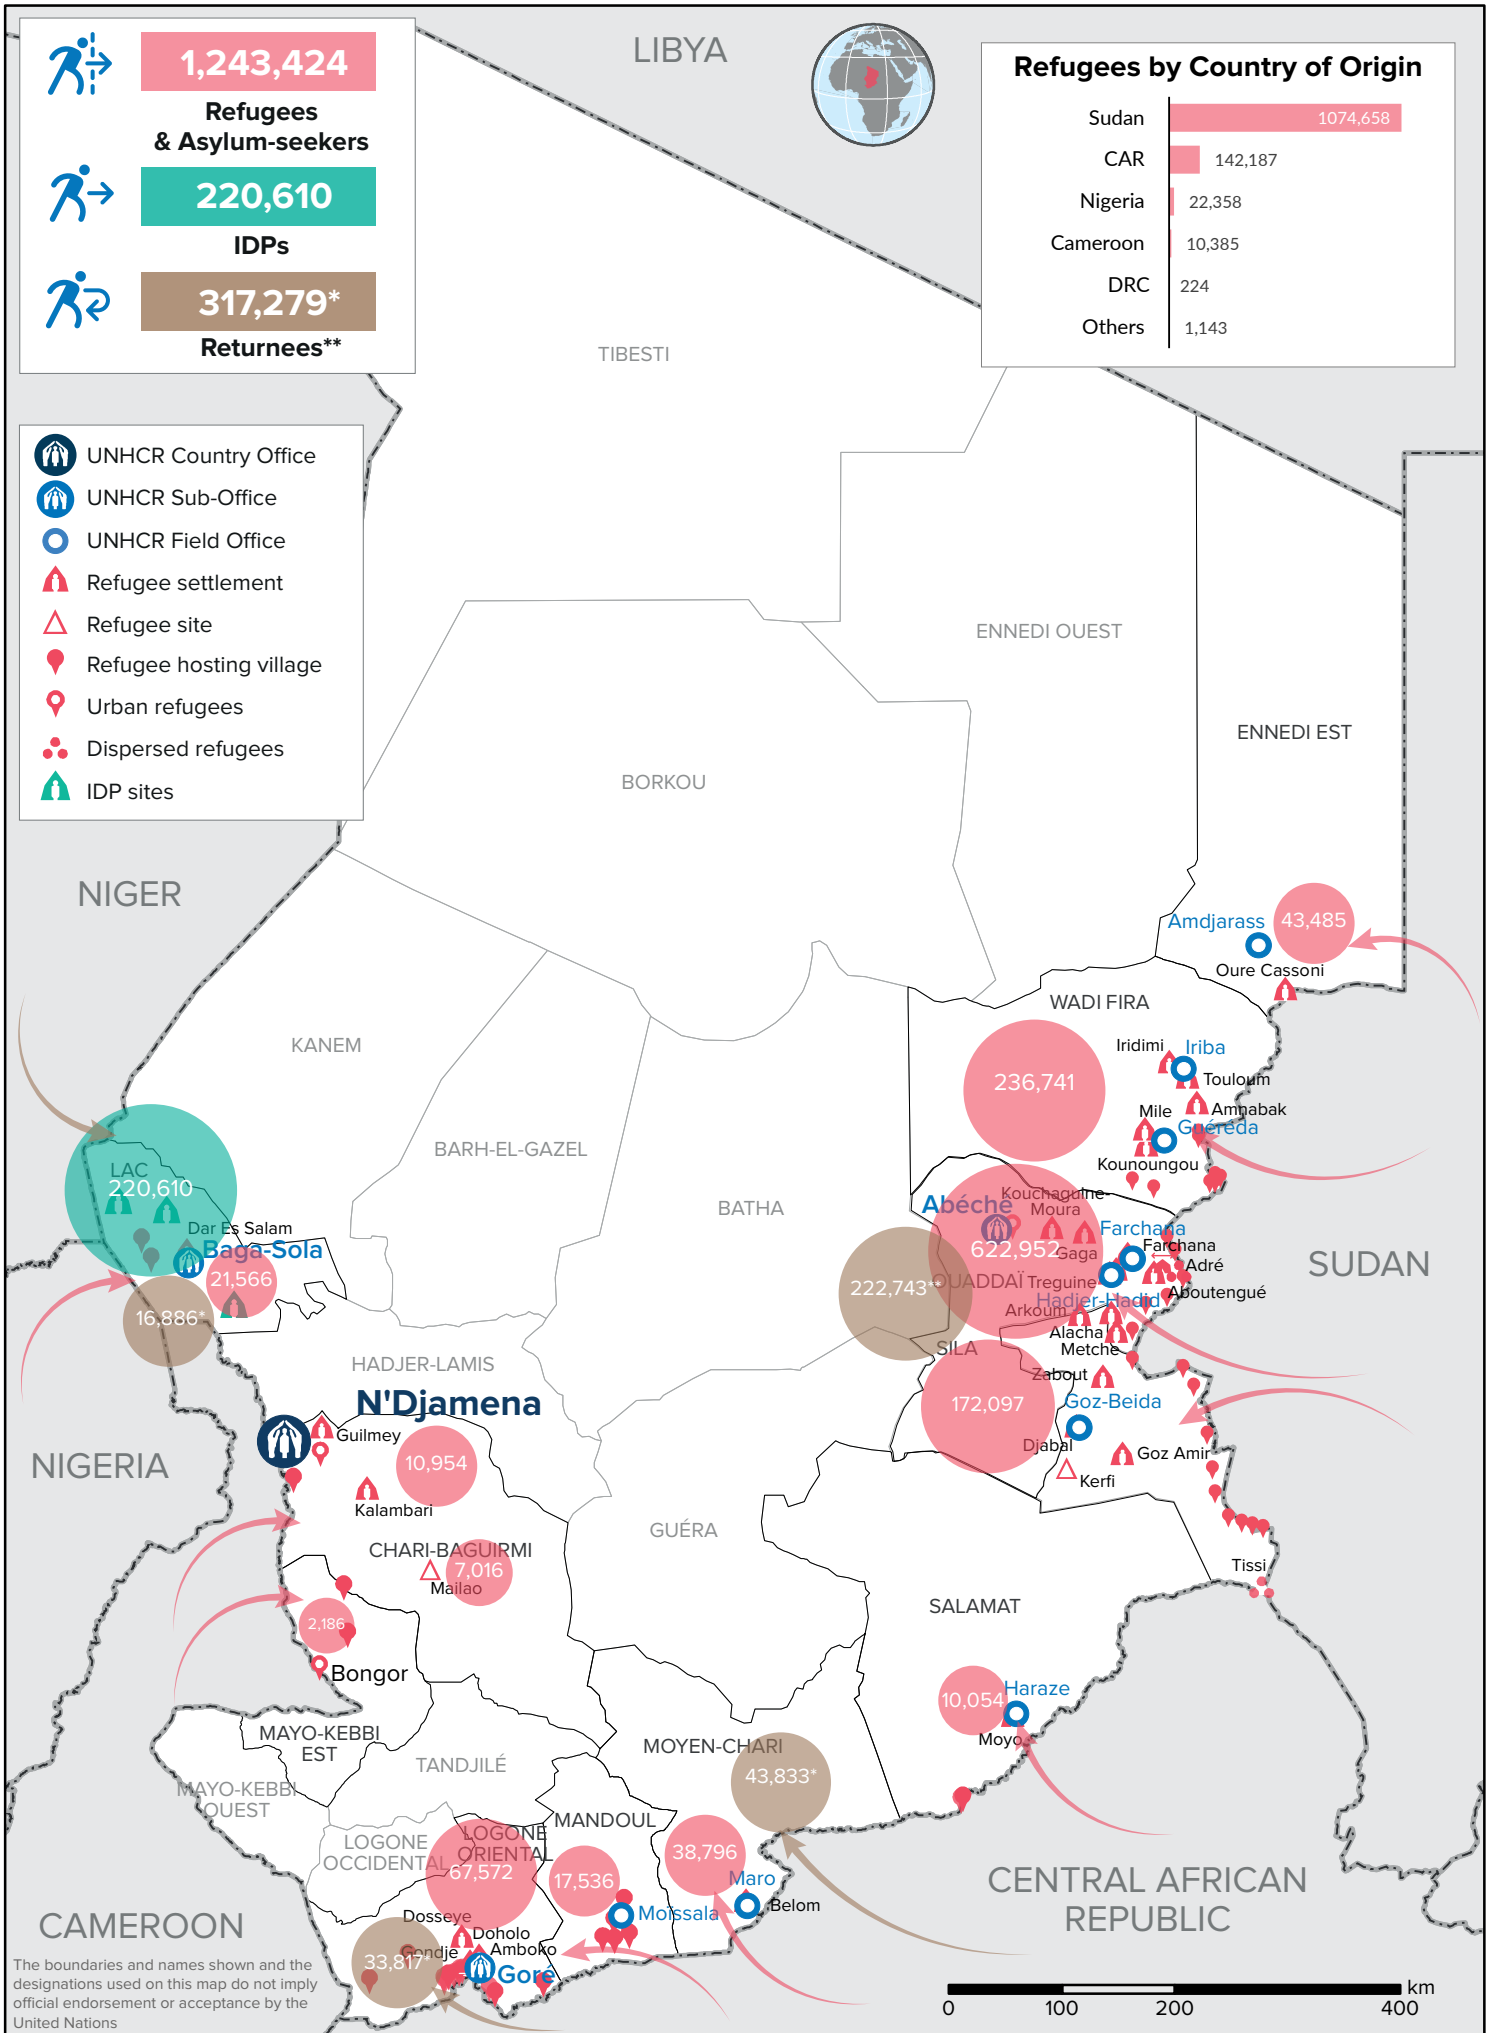 1,243,424
Refugees
& Asylum-seekers
220,610
IDPs
317,279*
Returnees**
LIBYA
Refugees by Country of Origin
Sudan 1074,658
CAR 142,187
Nigeria 22,358
Cameroon 10,385
DRC 224
Others 1,143
UNHCR Country Office
UNHCR Sub-Office
UNHCR Field Office
Refugee settlement
Refugee site
Refugee hosting village
Urban refugees
Dispersed refugees
IDP sites
TIBESTI
ENNEDI OUEST
ENNEDI EST
BORKOU
NIGER
Amdjarass
43,485
Oure Cassoni
WADI FIRA
KANEM
Iridimi
Iriba
Touloum
236,741
Amnabak
Mile
Guéréda
Kounoungou
BARH-EL-GAZEL
LAC
220,610
BATHA
Dar Es Salam
Baga-Sola
21,566
16,886*
Abéché
Kouchaguine-
Moura
Farchana
Farchana
622,952
Gaga
Adré
SUDAN
222,743**
OUADDAÏ
Treguine
Aboutengué
Hadjer-Hadid
Arkoum
Alacha
Metche
SILA
HADJER-LAMIS
Zabout
172,097
Goz-Beida
N'Djamena
Guilmey
Djabal
Goz Amir
Kerfi
NIGERIA
10,954
Kalambari
GUÉRA
CHARI-BAGUIRMI
7,016
Mailao
Tissi
2,186
SALAMAT
Bongor
10,054
Haraze
Moyo
MAYO-KEBBI
EST
MOYEN-CHARI
TANDJILÉ
43,833*
MAYO-KEBBI
OUEST
MANDOUL
LOGONE
OCCIDENTAL
LOGONE
ORIENTAL
67,572
17,536
38,796
Maro
Belom
CENTRAL AFRICAN
REPUBLIC
CAMEROON
Dosseye
Moissala
Doholo
Gondje
Amboko
33,817*
Goré
The boundaries and names shown and the
designations used on this map do not imply
official endorsement or acceptance by the
United Nations
km
0 100 200 400